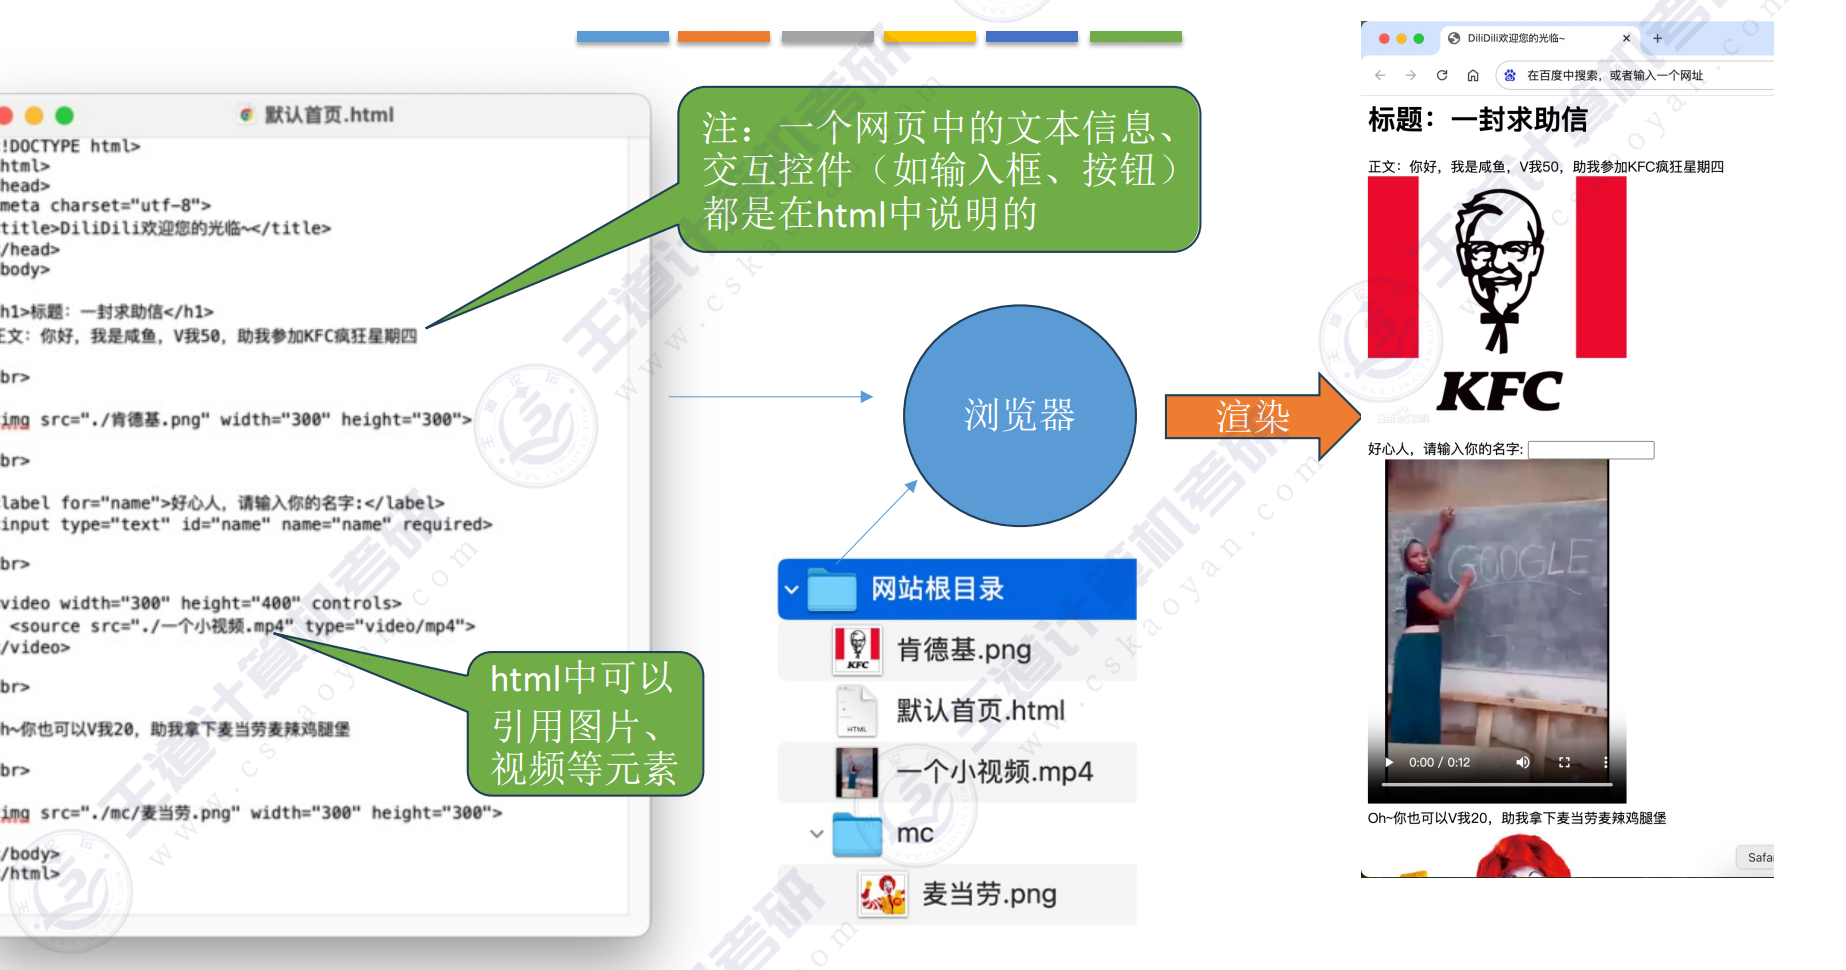 默认首页.html
!DOCTYPE html>
html>
head>
meta charset="utf-8">
title>DiliDili欢迎您的光临~</title>
/head>
body>
h1>标题：一封求助信</h1>
正文：你好，我是咸鱼，V我50，助我参加KFC疯狂星期四
br>
img src="./肯德基.png" width="300" height="300">
br>
label for="name">好心人，请输入你的名字:</label>
input type="text" id="name" name="name" required>
br>
video width="300" height="400" controls>
<source src="./一个小视频.mp4" type="video/mp4">
/video>
br>
h~你也可以V我20，助我拿下麦当劳麦辣鸡腿堡
br>
img src="./mc/麦当劳.png" width="300" height="300">
/body>
/html>
注：一个网页中的文本信息、
交互控件（如输入框、按钮）
都是在html中说明的
html中可以
引用图片、
视频等元素
浏览器
渲染
网站根目录
肯德基.png
默认首页.html
一个小视频.mp4
mc
麦当劳.png
DiliDili欢迎您的光临~
在百度中搜索，或者输入一个网址
标题：一封求助信
正文：你好，我是咸鱼，V我50，助我参加KFC疯狂星期四
KFC
好心人，请输入你的名字:
GOOGLE
0:00 / 0:12
Oh~你也可以V我20，助我拿下麦当劳麦辣鸡腿堡
Safa
王道计算机考研
www.cskaoyan.com